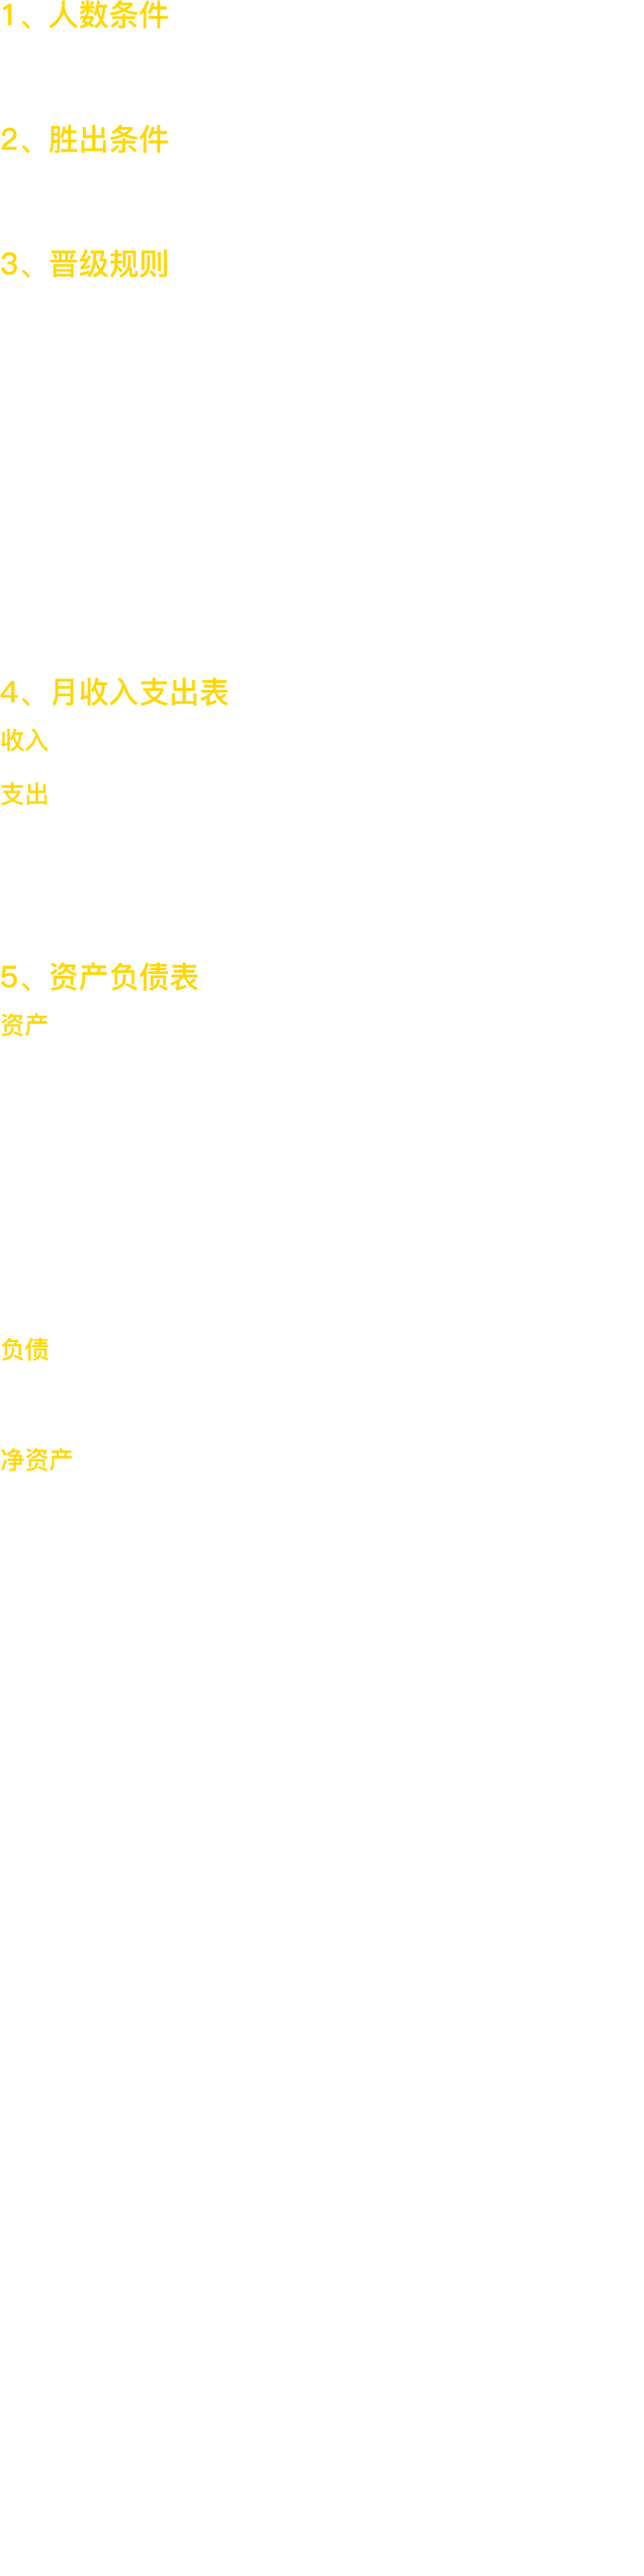 1、人数条件
2、胜出条件
3、晋级规则
4、月收入支出表
收入
支出
5、资产负债表
资产
负债
净资产